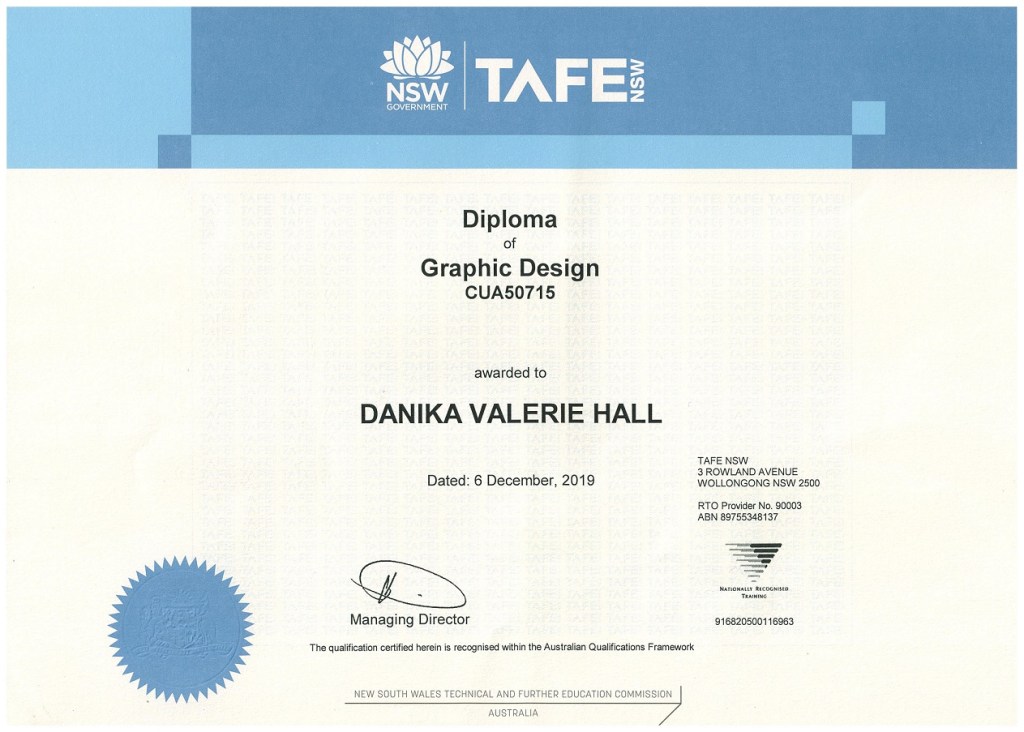 NSW
GOVERNMENT
TAFE NSW
Diploma
of
Graphic Design
CUA50715
awarded to
DANIKA VALERIE HALL
Dated: 6 December, 2019
TAFE NSW
3 ROWLAND AVENUE
WOLLONGONG NSW 2500
RTO Provider No. 90003
ABN 89755348137
NATIONALLY RECOGNISED
TRAINING
916820500116963
Managing Director
The qualification certified herein is recognised within the Australian Qualifications Framework
NEW SOUTH WALES TECHNICAL AND FURTHER EDUCATION COMMISSION
AUSTRALIA